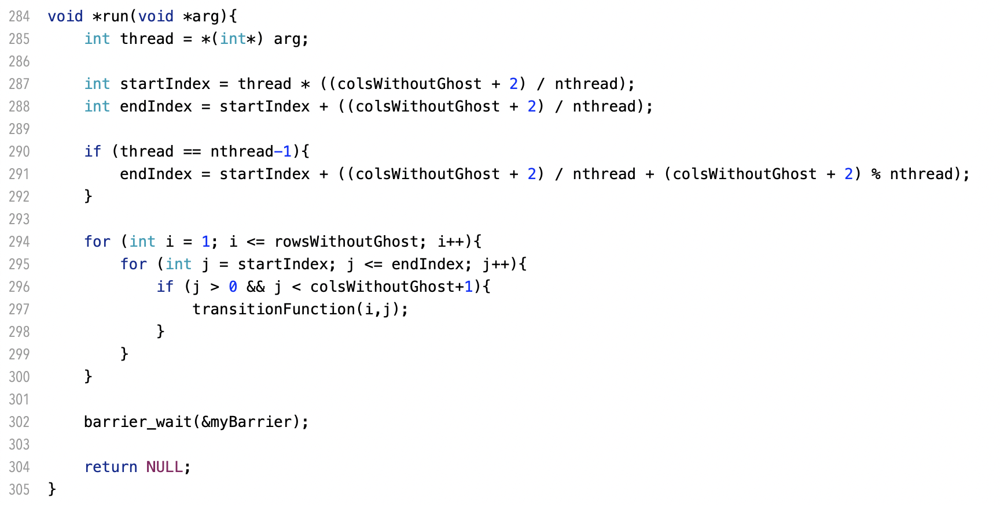 284 void *run(void *arg){
285     int thread = *(int*) arg;
286
287     int startIndex = thread * ((colsWithoutGhost + 2) / nthread);
288     int endIndex = startIndex + ((colsWithoutGhost + 2) / nthread);
289
290     if (thread == nthread-1){
291         endIndex = startIndex + ((colsWithoutGhost + 2) / nthread + (colsWithoutGhost + 2) % nthread);
292     }
293
294     for (int i = 1; i <= rowsWithoutGhost; i++){
295         for (int j = startIndex; j <= endIndex; j++){
296             if (j > 0 && j < colsWithoutGhost+1){
297                 transitionFunction(i,j);
298             }
299         }
300     }
301
302     barrier_wait(&myBarrier);
303
304     return NULL;
305 }